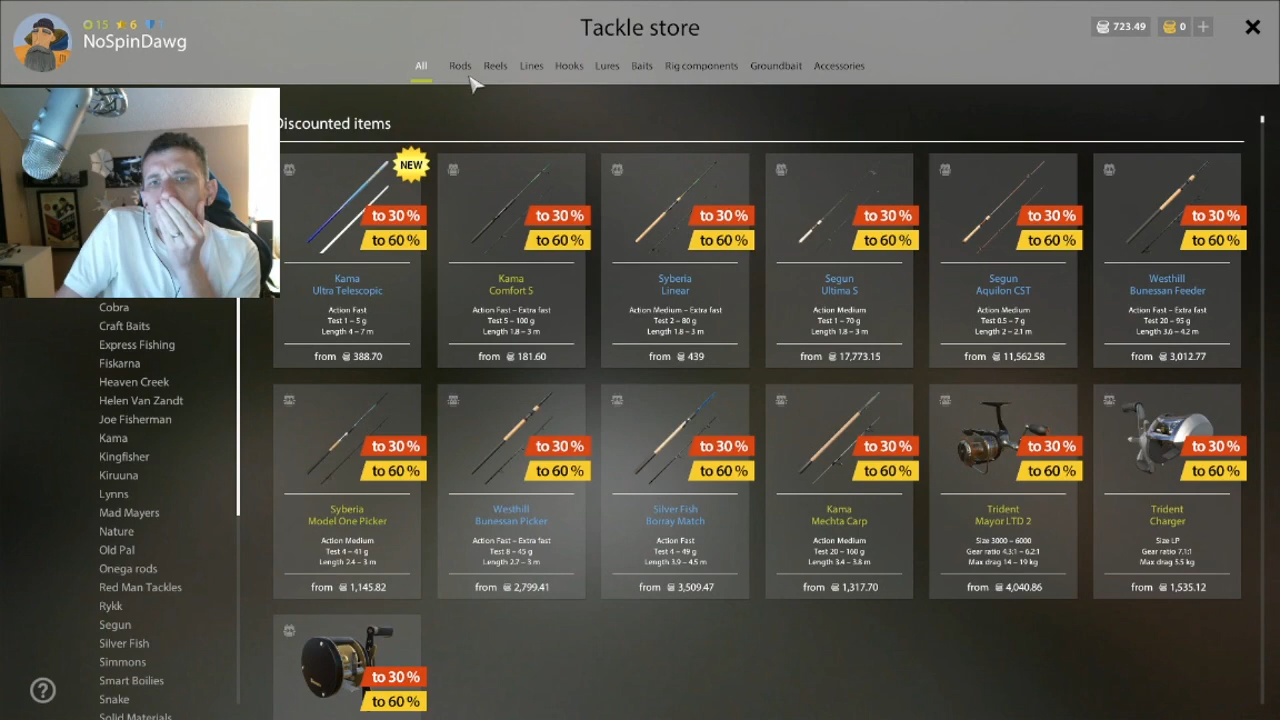 15 6 1
NoSpinDawg
Tackle store
723.49 0 +
All Rods Reels Lines Hooks Lures Baits Rig components Groundbait Accessories
Discounted items
NEW
to 30 %
to 60 %
Kama
Ultra Telescopic
Action Fast
Test 1 – 5 g
Length 4 – 7 m
from 388.70
to 30 %
to 60 %
Kama
Comfort S
Action Fast – Extra fast
Test 5 – 100 g
Length 1.8 – 3 m
from 181.60
to 30 %
to 60 %
Syberia
Linear
Action Medium – Extra fast
Test 2 – 80 g
Length 1.8 – 3 m
from 439
to 30 %
to 60 %
Segun
Ultima S
Action Medium
Test 1 – 70 g
Length 1.8 – 3 m
from 17,773.15
to 30 %
to 60 %
Segun
Aquilon CST
Action Medium
Test 0.5 – 7 g
Length 2 – 2.1 m
from 11,562.58
to 30 %
to 60 %
Westhill
Bunessan Feeder
Action Fast – Extra fast
Test 20 – 95 g
Length 3.6 – 4.2 m
from 3,012.77
to 30 %
to 60 %
Syberia
Model One Picker
Action Medium
Test 4 – 41 g
Length 2.4 – 3 m
from 1,145.82
to 30 %
to 60 %
Westhill
Bunessan Picker
Action Fast – Extra fast
Test 8 – 45 g
Length 2.7 – 3 m
from 2,799.41
to 30 %
to 60 %
Silver Fish
Borray Match
Action Fast
Test 4 – 49 g
Length 3.9 – 4.5 m
from 3,509.47
to 30 %
to 60 %
Kama
Mechta Carp
Action Medium
Test 20 – 160 g
Length 3.4 – 3.8 m
from 1,317.70
to 30 %
to 60 %
Trident
Mayor LTD 2
Size 3000 – 6000
Gear ratio 4.3:1 – 6.2:1
Max drag 14 – 19 kg
from 4,040.86
to 30 %
to 60 %
Trident
Charger
Size LP
Gear ratio 7.1:1
Max drag 5.5 kg
from 1,535.12
to 30 %
to 60 %
Cobra
Craft Baits
Express Fishing
Fiskarna
Heaven Creek
Helen Van Zandt
Joe Fisherman
Kama
Kingfisher
Kiruuna
Lynns
Mad Mayers
Nature
Old Pal
Onega rods
Red Man Tackles
Rykk
Segun
Silver Fish
Simmons
Smart Boilies
Snake
Solid Materials
?